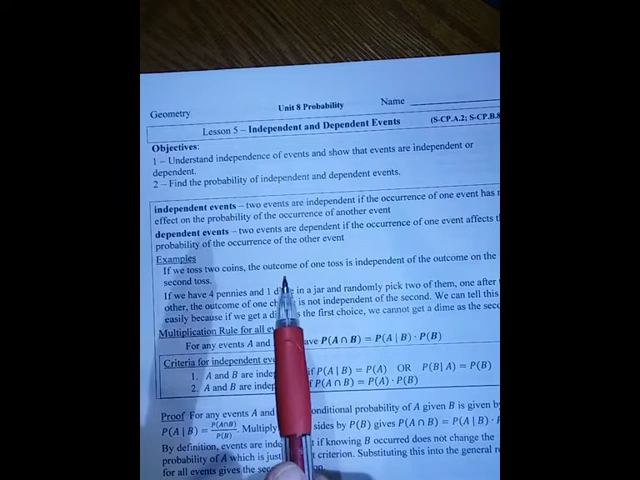 Geometry Unit 8 Probability Name
Lesson 5 – Independent and Dependent Events (S-CP.A.2; S-CP.B.8
Objectives:
1 – Understand independence of events and show that events are independent or
dependent.
2 – Find the probability of independent and dependent events.
independent events – two events are independent if the occurrence of one event has
effect on the probability of the occurrence of another event
dependent events – two events are dependent if the occurrence of one event affects
probability of the occurrence of the other event
Examples
If we toss two coins, the outcome of one toss is independent of the outcome on the
second toss.
If we have 4 pennies and 1 in a jar and randomly pick two of them, one after
other, the outcome of one is not independent of the second. We can tell this
easily because if we get a the first choice, we cannot get a dime as the
Multiplication Rule for all
For any events A and P(A ∩ B) = P(A | B) · P(B)
Criteria for independent
1. A and B are if P(A | B) = P(A) OR P(B | A) = P(B)
2. A and B are if P(A ∩ B) = P(A) · P(B)
Proof For any events A and conditional probability of A given B is given by
P(A | B) = P(A∩B)/P(B). Multiply sides by P(B) gives P(A ∩ B) = P(A | B) ·
By definition, events are if knowing B occurred does not change the
probability of A which is just criterion. Substituting this into the general
for all events gives the